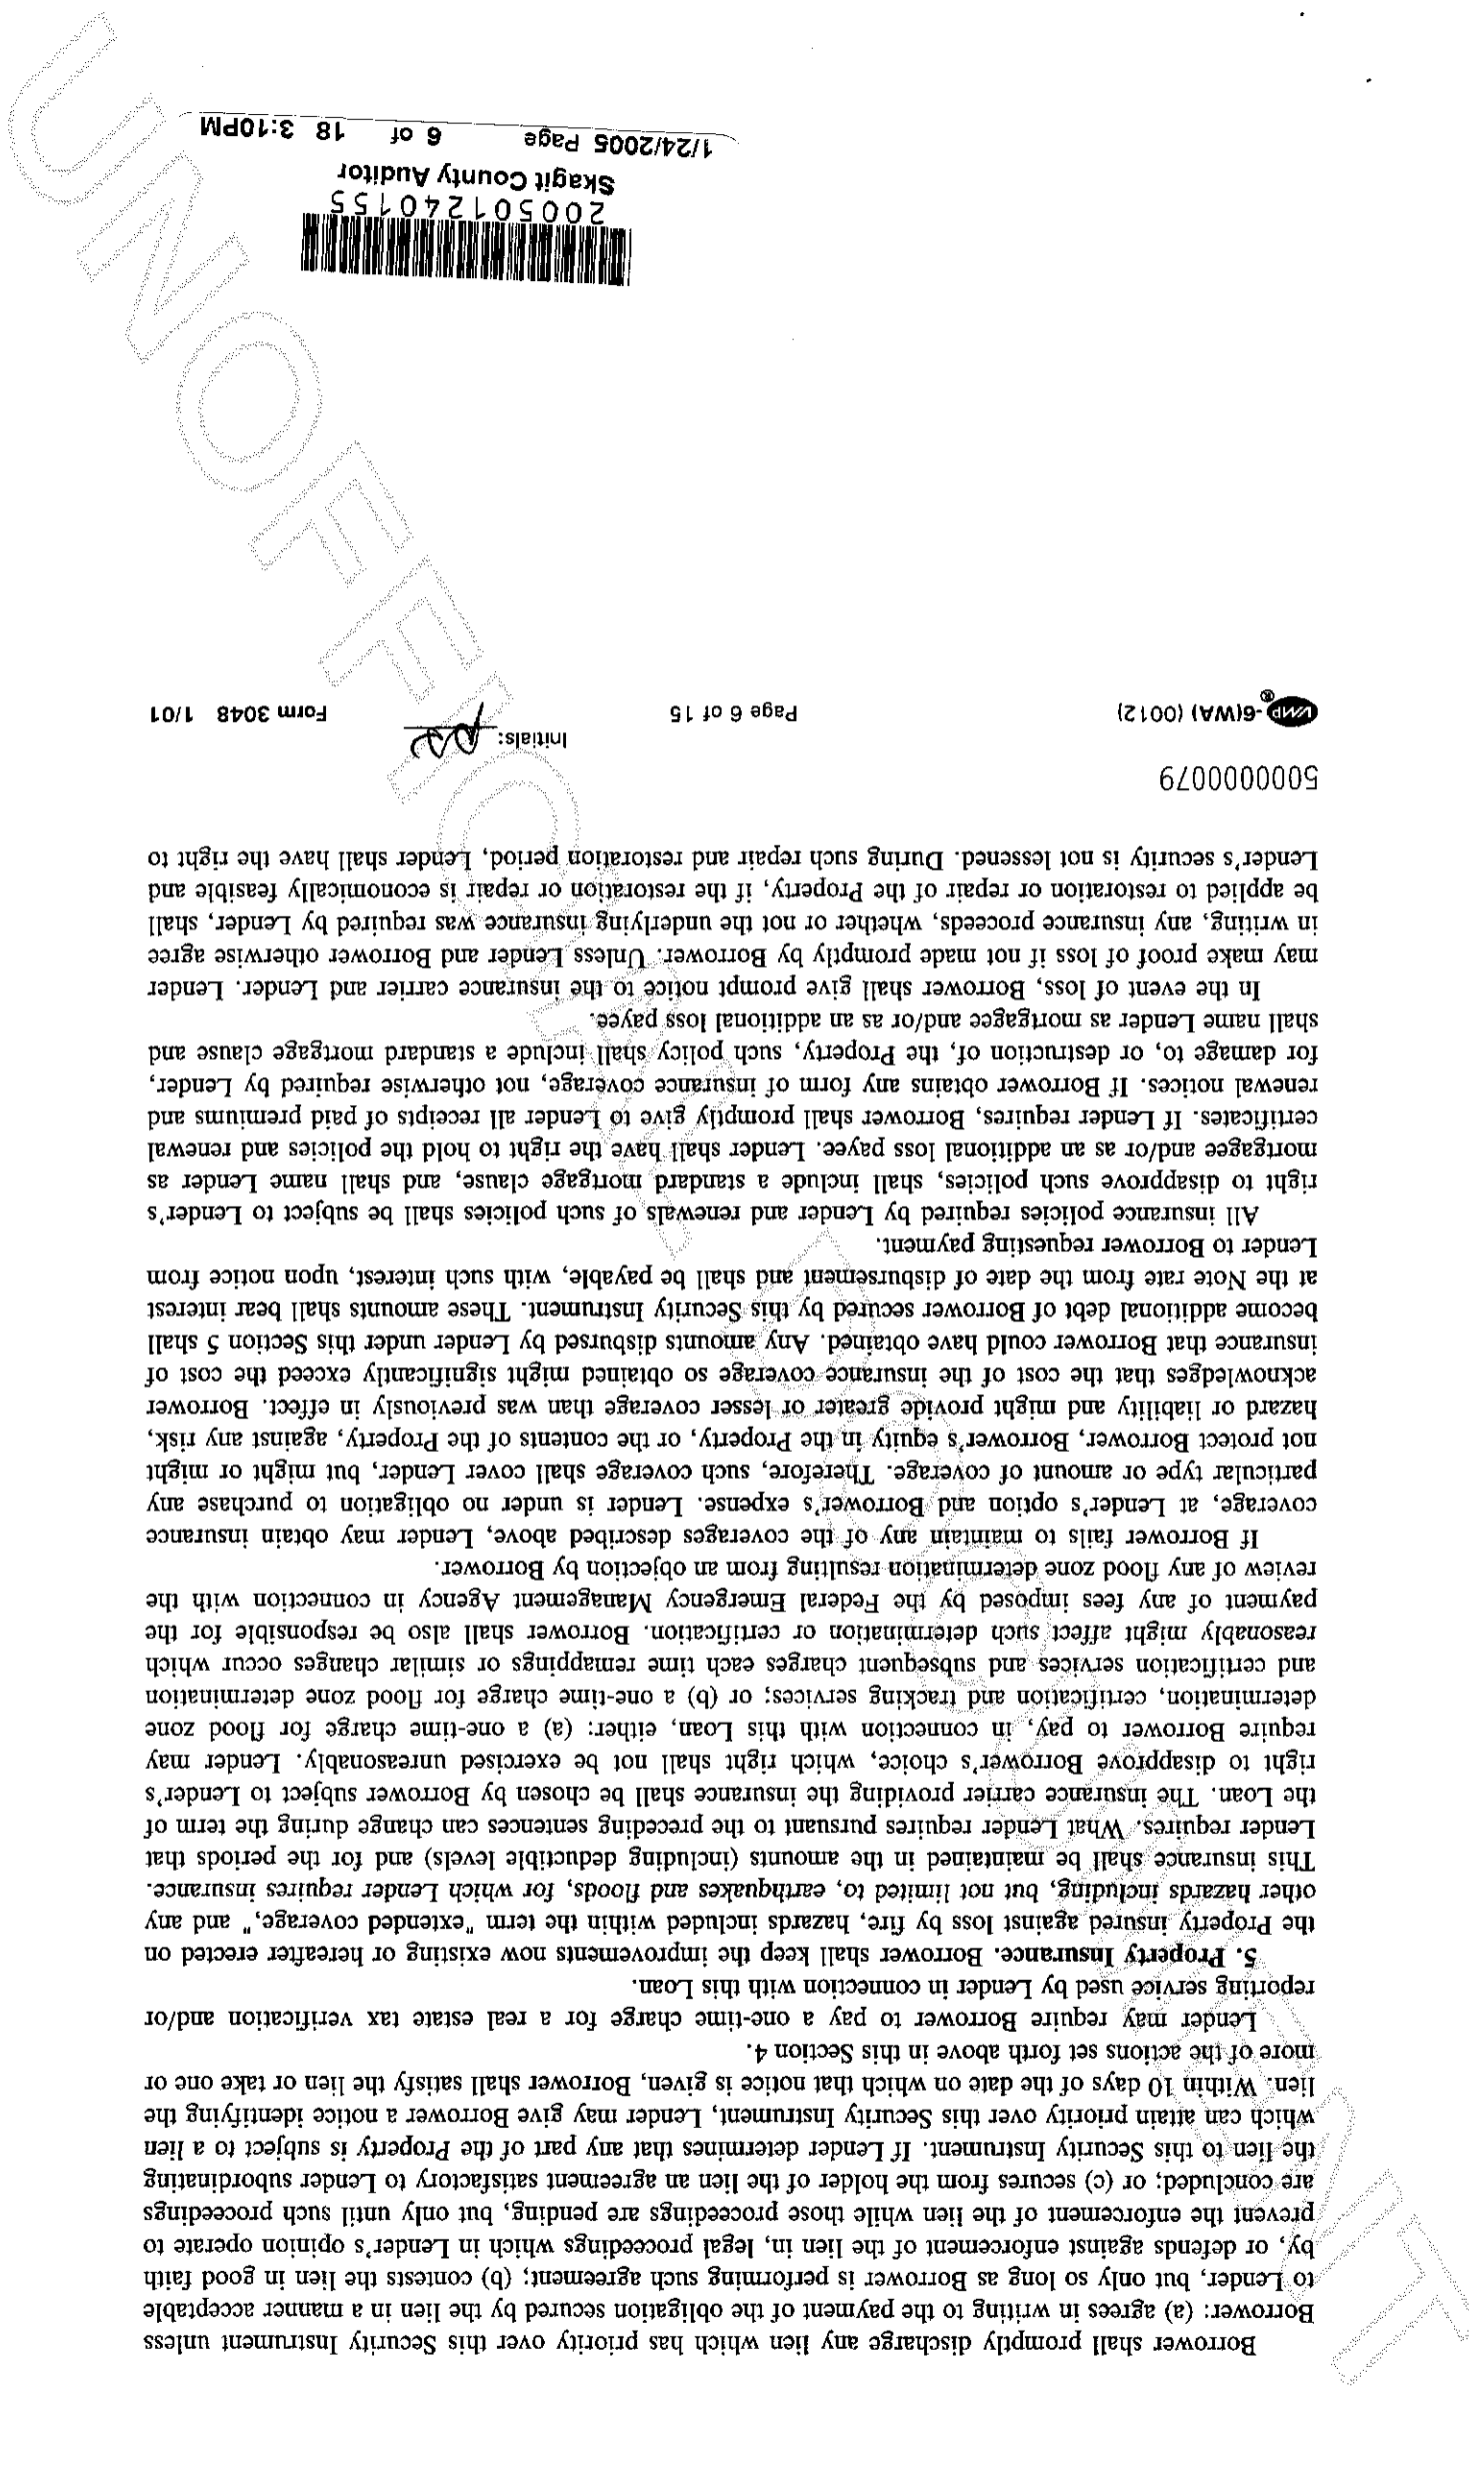 Borrower shall promptly discharge any lien which has priority over this Security Instrument unless
Borrower: (a) agrees in writing to the payment of the obligation secured by the lien in a manner acceptable
to Lender, but only so long as Borrower is performing such agreement; (b) contests the lien in good faith
by, or defends against enforcement of the lien in, legal proceedings which in Lender's opinion operate to
prevent the enforcement of the lien while those proceedings are pending, but only until such proceedings
are concluded; or (c) secures from the holder of the lien an agreement satisfactory to Lender subordinating
the lien to this Security Instrument. If Lender determines that any part of the Property is subject to a lien
which can attain priority over this Security Instrument, Lender may give Borrower a notice identifying the
lien. Within 10 days of the date on which that notice is given, Borrower shall satisfy the lien or take one or
more of the actions set forth above in this Section 4.
Lender may require Borrower to pay a one-time charge for a real estate tax verification and/or
reporting service used by Lender in connection with this Loan.
5. Property Insurance. Borrower shall keep the improvements now existing or hereafter erected on
the Property insured against loss by fire, hazards included within the term "extended coverage," and any
other hazards including, but not limited to, earthquakes and floods, for which Lender requires insurance.
This insurance shall be maintained in the amounts (including deductible levels) and for the periods that
Lender requires. What Lender requires pursuant to the preceding sentences can change during the term of
the Loan. The insurance carrier providing the insurance shall be chosen by Borrower subject to Lender's
right to disapprove Borrower's choice, which right shall not be exercised unreasonably. Lender may
require Borrower to pay, in connection with this Loan, either: (a) a one-time charge for flood zone
determination, certification and tracking services; or (b) a one-time charge for flood zone determination
and certification services and subsequent charges each time remappings or similar changes occur which
reasonably might affect such determination or certification. Borrower shall also be responsible for the
payment of any fees imposed by the Federal Emergency Management Agency in connection with the
review of any flood zone determination resulting from an objection by Borrower.
If Borrower fails to maintain any of the coverages described above, Lender may obtain insurance
coverage, at Lender's option and Borrower's expense. Lender is under no obligation to purchase any
particular type or amount of coverage. Therefore, such coverage shall cover Lender, but might or might
not protect Borrower, Borrower's equity in the Property, or the contents of the Property, against any risk,
hazard or liability and might provide greater or lesser coverage than was previously in effect. Borrower
acknowledges that the cost of the insurance coverage so obtained might significantly exceed the cost of
insurance that Borrower could have obtained. Any amounts disbursed by Lender under this Section 5 shall
become additional debt of Borrower secured by this Security Instrument. These amounts shall bear interest
at the Note rate from the date of disbursement and shall be payable, with such interest, upon notice from
Lender to Borrower requesting payment.
All insurance policies required by Lender and renewals of such policies shall be subject to Lender's
right to disapprove such policies, shall include a standard mortgage clause, and shall name Lender as
mortgagee and/or as an additional loss payee. Lender shall have the right to hold the policies and renewal
certificates. If Lender requires, Borrower shall promptly give to Lender all receipts of paid premiums and
renewal notices. If Borrower obtains any form of insurance coverage, not otherwise required by Lender,
for damage to, or destruction of, the Property, such policy shall include a standard mortgage clause and
shall name Lender as mortgagee and/or as an additional loss payee.
In the event of loss, Borrower shall give prompt notice to the insurance carrier and Lender. Lender
may make proof of loss if not made promptly by Borrower. Unless Lender and Borrower otherwise agree
in writing, any insurance proceeds, whether or not the underlying insurance was required by Lender, shall
be applied to restoration or repair of the Property, if the restoration or repair is economically feasible and
Lender's security is not lessened. During such repair and restoration period, Lender shall have the right to
5000000079
Initials:
VMP®-6(WA) (0012) Page 6 of 15 Form 3048 1/01
200501240155
Skagit County Auditor
1/24/2005 Page 6 of 18 3:10PM
UNOFFICIAL DOCUMENT